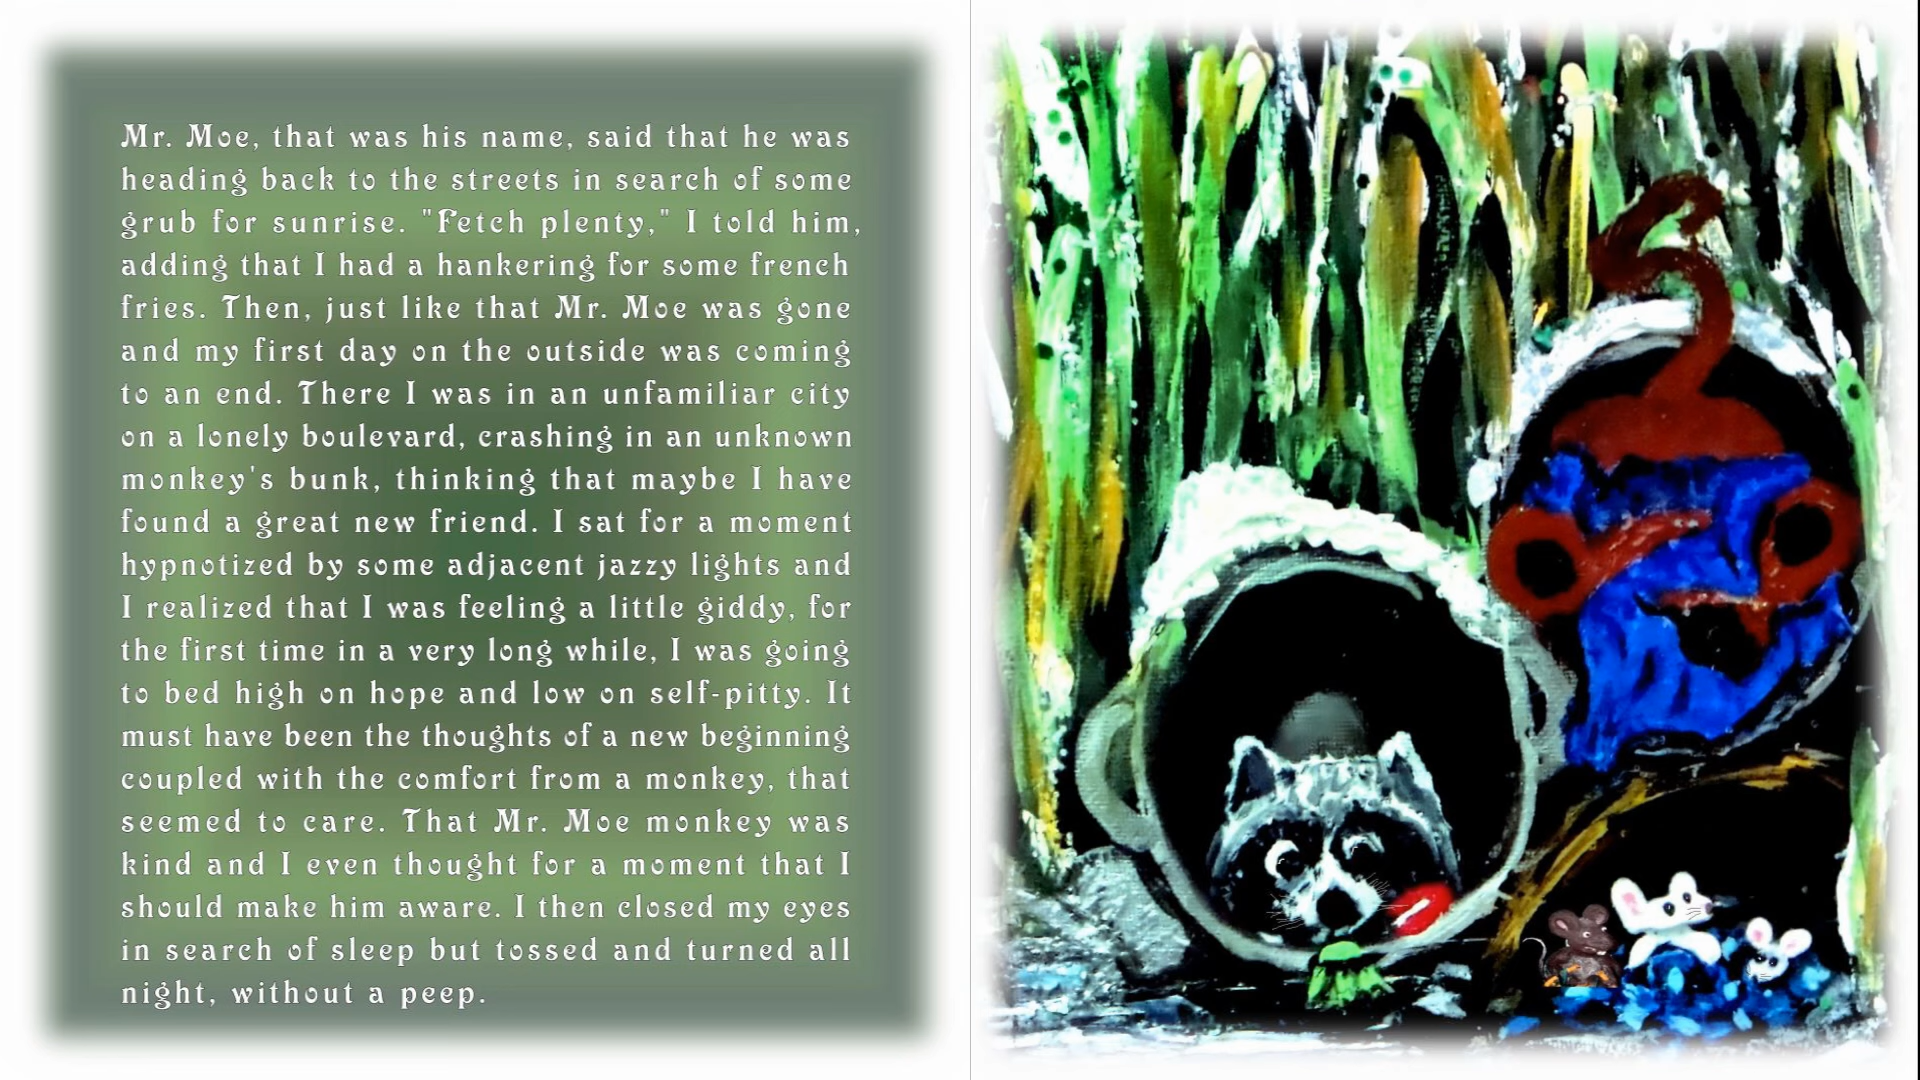 Mr. Moe, that was his name, said that he was
heading back to the streets in search of some
grub for sunrise. "Fetch plenty," I told him,
adding that I had a hankering for some french
fries. Then, just like that Mr. Moe was gone
and my first day on the outside was coming
to an end. There I was in an unfamiliar city
on a lonely boulevard, crashing in an unknown
monkey's bunk, thinking that maybe I have
found a great new friend. I sat for a moment
hypnotized by some adjacent jazzy lights and
I realized that I was feeling a little giddy, for
the first time in a very long while, I was going
to bed high on hope and low on self-pitty. It
must have been the thoughts of a new beginning
coupled with the comfort from a monkey, that
seemed to care. That Mr. Moe monkey was
kind and I even thought for a moment that I
should make him aware. I then closed my eyes
in search of sleep but tossed and turned all
night, without a peep.